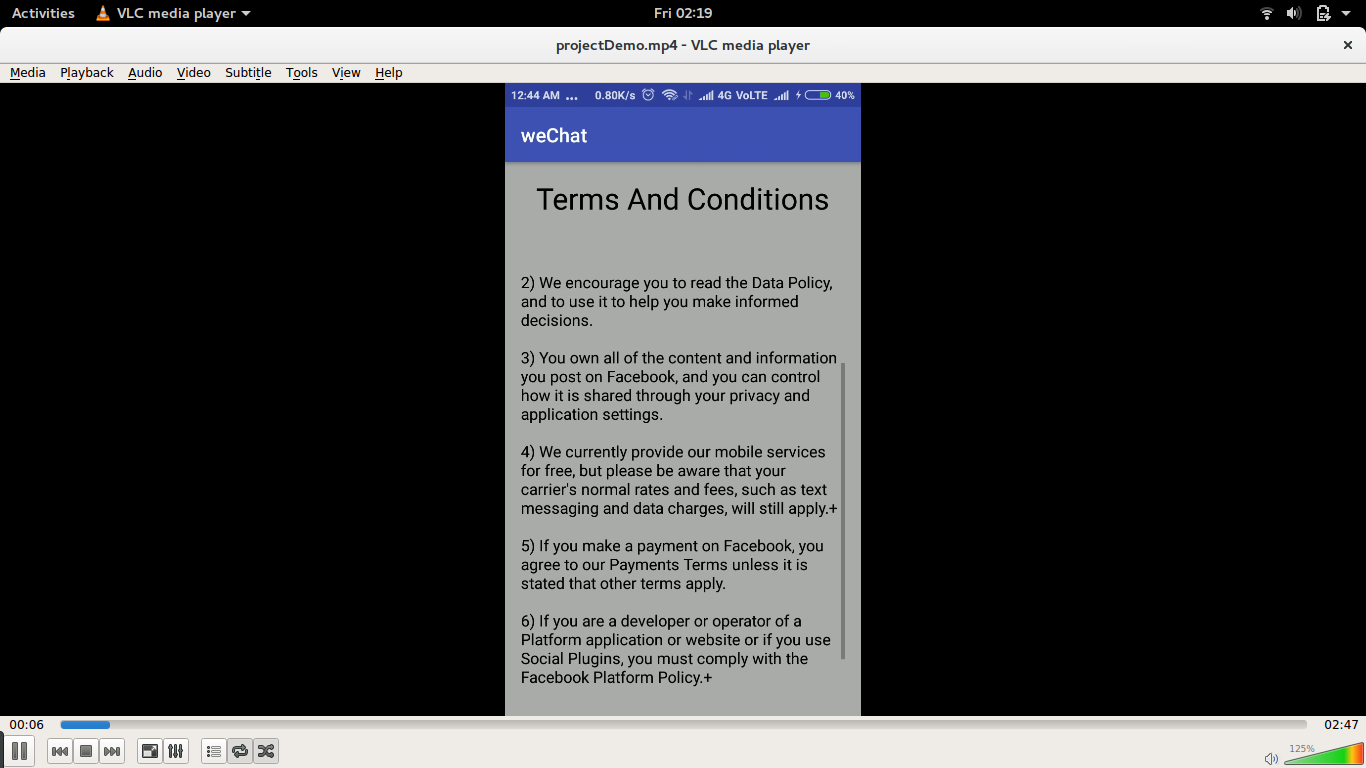 Activities VLC media player Fri 02:19
projectDemo.mp4 - VLC media player
Media Playback Audio Video Subtitle Tools View Help
12:44 AM ... 0.80K/s 4G VoLTE 40%
weChat
Terms And Conditions
2) We encourage you to read the Data Policy,
and to use it to help you make informed
decisions.
3) You own all of the content and information
you post on Facebook, and you can control
how it is shared through your privacy and
application settings.
4) We currently provide our mobile services
for free, but please be aware that your
carrier's normal rates and fees, such as text
messaging and data charges, will still apply.+
5) If you make a payment on Facebook, you
agree to our Payments Terms unless it is
stated that other terms apply.
6) If you are a developer or operator of a
Platform application or website or if you use
Social Plugins, you must comply with the
Facebook Platform Policy.+
00:06 02:47
125%